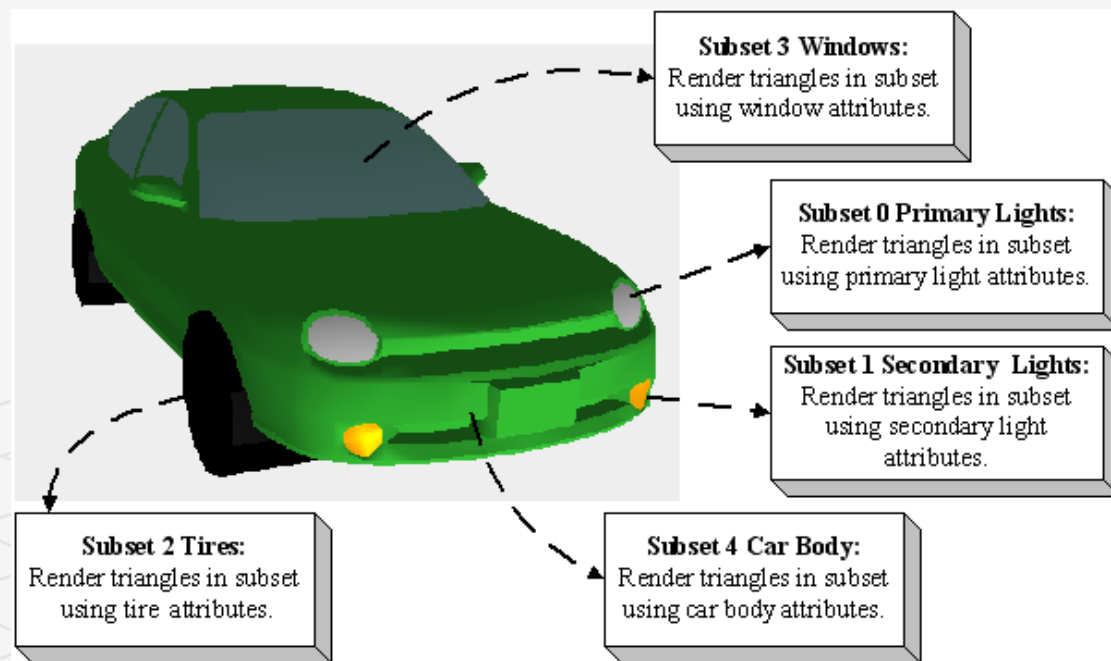 Subset 3 Windows:
Render triangles in subset
using window attributes.
Subset 0 Primary Lights:
Render triangles in subset
using primary light attributes.
Subset 1 Secondary Lights:
Render triangles in subset
using secondary light
attributes.
Subset 2 Tires:
Render triangles in subset
using tire attributes.
Subset 4 Car Body:
Render triangles in subset
using car body attributes.